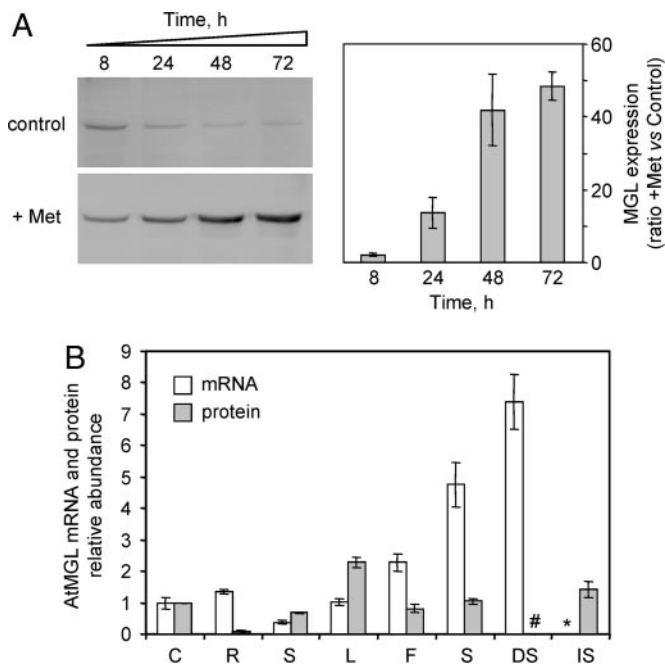 A
Time, h
8 24 48 72
control
+ Met
60
40
20
0
MGL expression
(ratio +Met vs Control)
8 24 48 72
Time, h
B
9
8
7
6
5
4
3
2
1
0
AtMGL mRNA and protein
relative abundance
mRNA
protein
#
*
C R S L F S DS IS